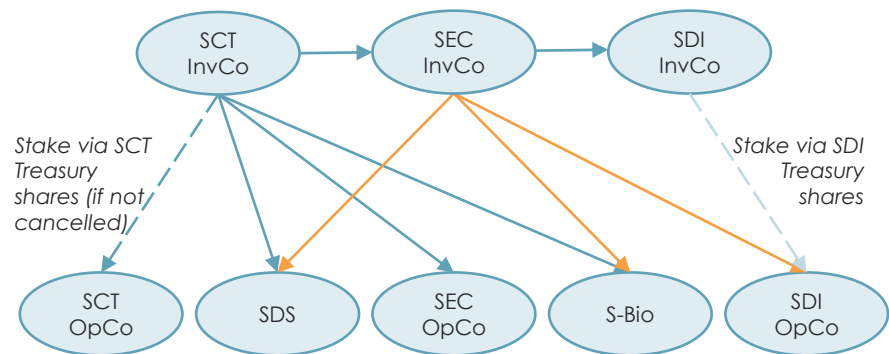 SCT
InvCo
SEC
InvCo
SDI
InvCo
Stake via SCT
Treasury
shares (if not
cancelled)
Stake via SDI
Treasury
shares
SCT
OpCo
SDS
SEC
OpCo
S-Bio
SDI
OpCo